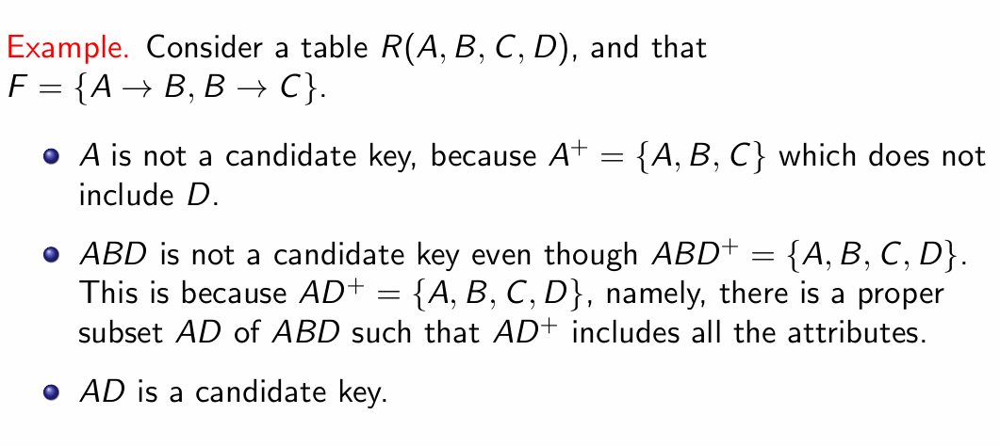 Example. Consider a table R(A, B, C, D), and that
F = {A → B, B → C}.
A is not a candidate key, because A⁺ = {A, B, C} which does not
include D.
ABD is not a candidate key even though ABD⁺ = {A, B, C, D}.
This is because AD⁺ = {A, B, C, D}, namely, there is a proper
subset AD of ABD such that AD⁺ includes all the attributes.
AD is a candidate key.